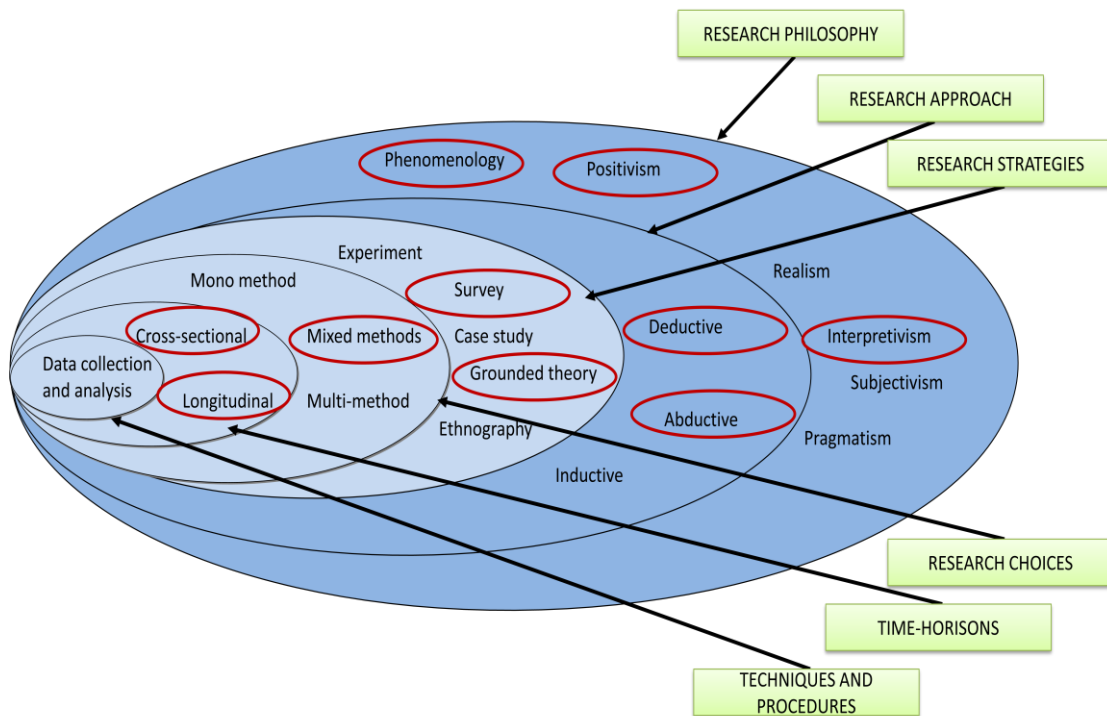 RESEARCH PHILOSOPHY
RESEARCH APPROACH
RESEARCH STRATEGIES
Phenomenology
Positivism
Experiment
Realism
Mono method
Survey
Cross-sectional
Mixed methods
Case study
Deductive
Interpretivism
Data collection
and analysis
Grounded theory
Subjectivism
Longitudinal
Multi-method
Abductive
Ethnography
Pragmatism
Inductive
RESEARCH CHOICES
TIME-HORISONS
TECHNIQUES AND
PROCEDURES